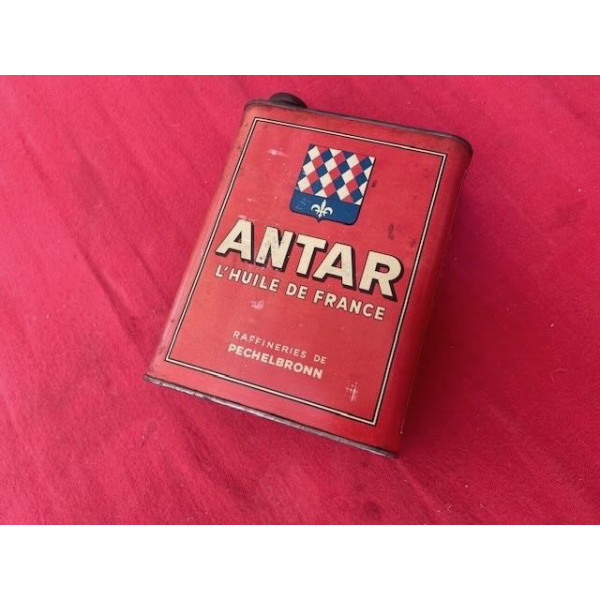 ANTAR
L'HUILE DE FRANCE
RAFFINERIES DE
PECHELBRONN